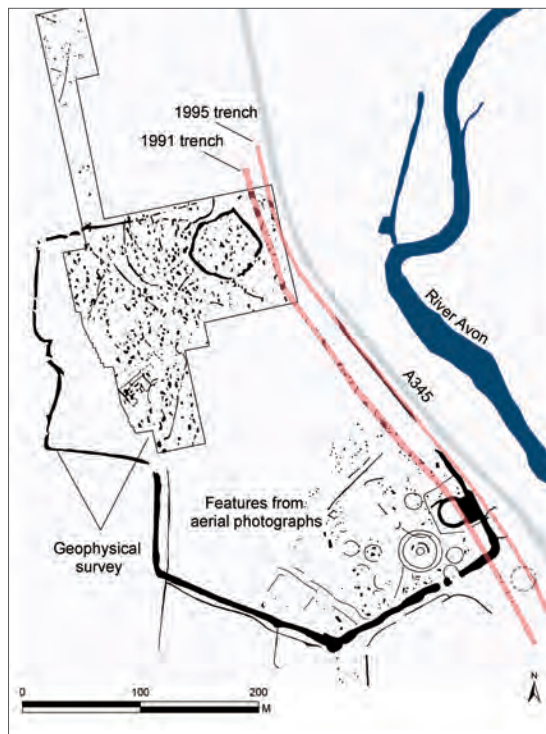 1995 trench
1991 trench
River Avon
A345
Features from
aerial photographs
Geophysical
survey
0 100 200
M
N